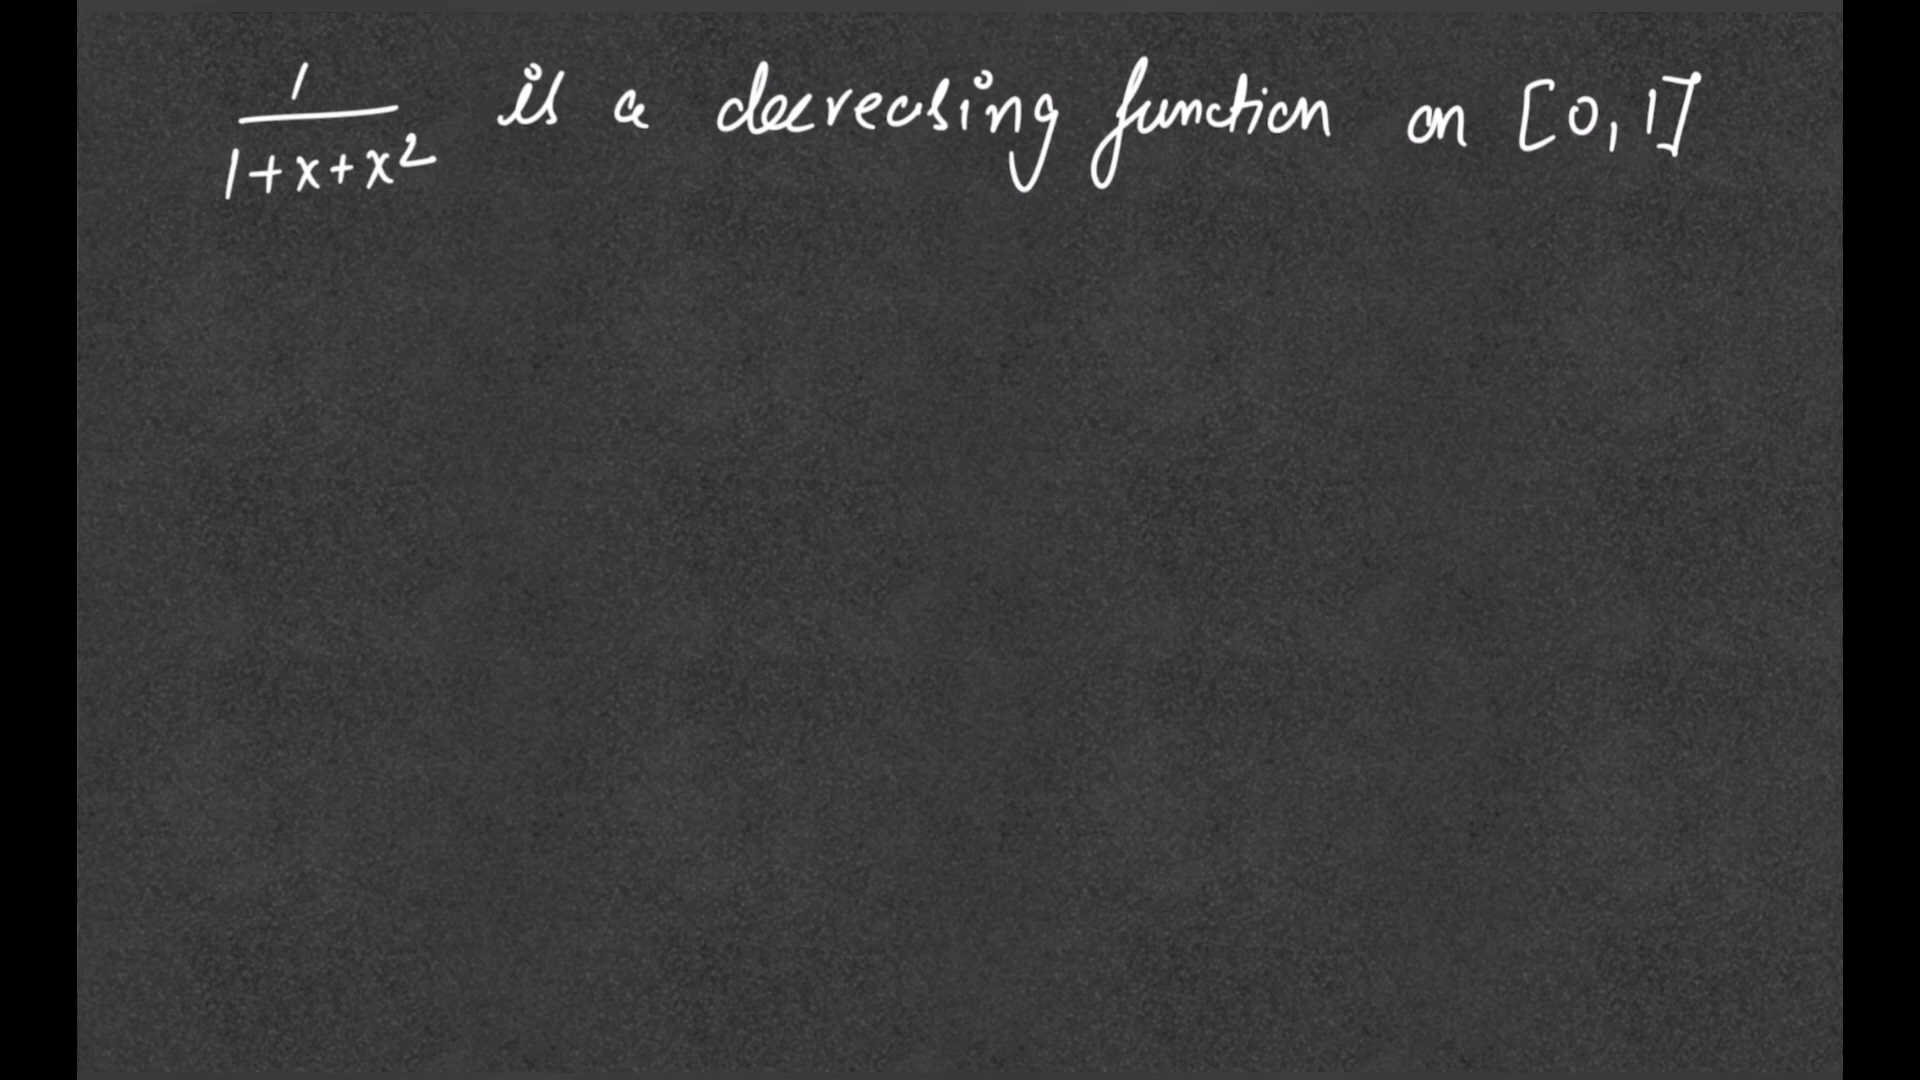 1/(1+x+x²) is a decreasing function on [0,1]